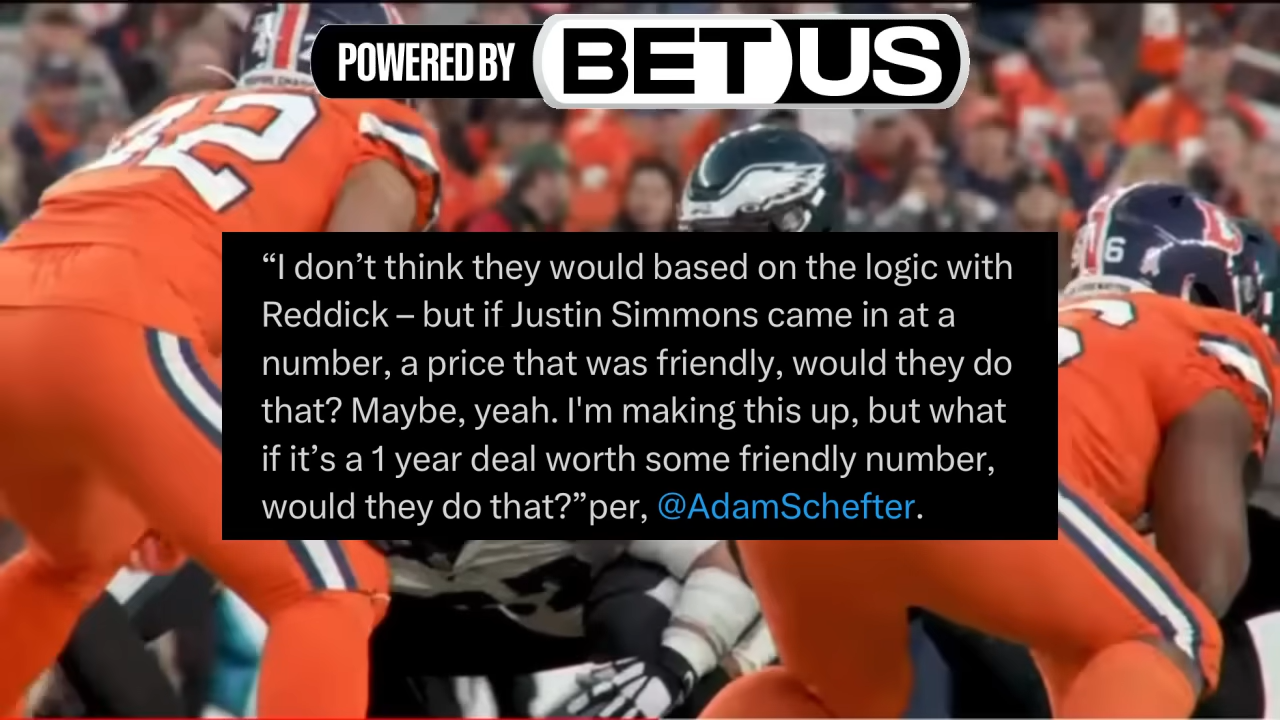 POWERED BY BETUS
42
6
“I don’t think they would based on the logic with
Reddick – but if Justin Simmons came in at a
number, a price that was friendly, would they do
that? Maybe, yeah. I'm making this up, but what
if it’s a 1 year deal worth some friendly number,
would they do that?”per, @AdamSchefter.